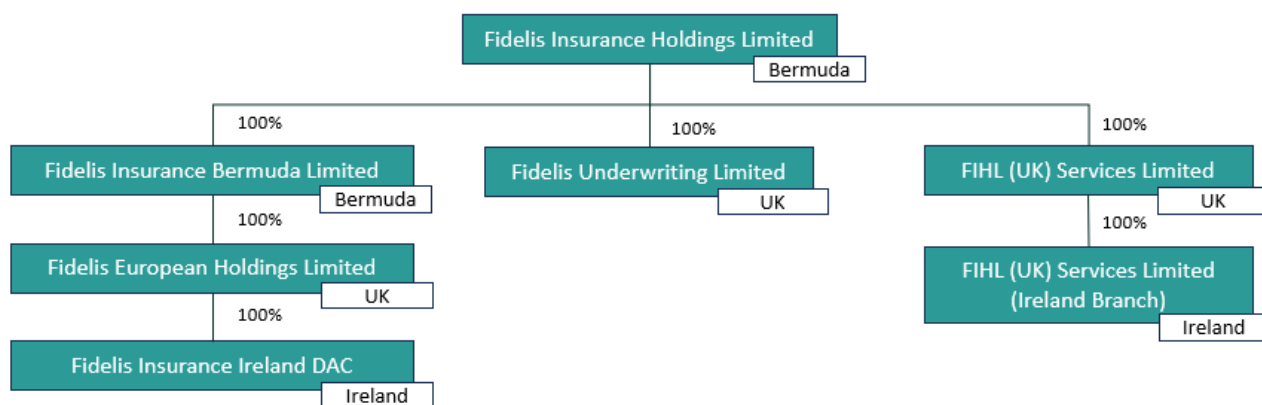 Fidelis Insurance Holdings Limited
Bermuda
100%
100%
100%
Fidelis Insurance Bermuda Limited
Bermuda
Fidelis Underwriting Limited
UK
FIHL (UK) Services Limited
UK
100%
100%
Fidelis European Holdings Limited
UK
FIHL (UK) Services Limited
(Ireland Branch)
Ireland
100%
Fidelis Insurance Ireland DAC
Ireland